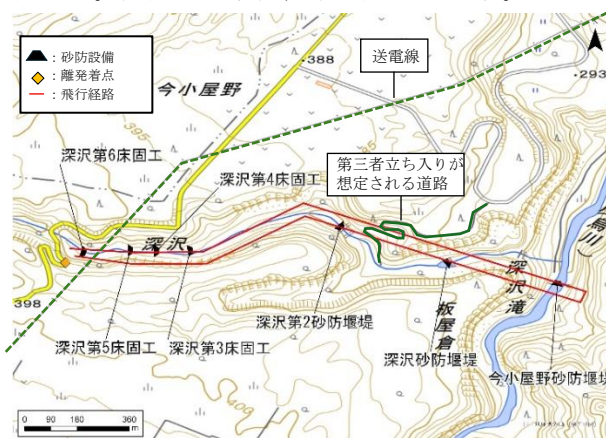 ：砂防設備
：離発着点
：飛行経路
送電線
・388
・293
今小屋野
395
第三者立ち入りが
想定される道路
深沢第6床固工
深沢第4床固工
深沢
398
深沢第2砂防堰堤
深沢第5床固工
深沢第3床固工
深沢砂防堰堤
板屋倉
深沢滝
今小屋野砂防堰堤
409
0 90 180 360
m